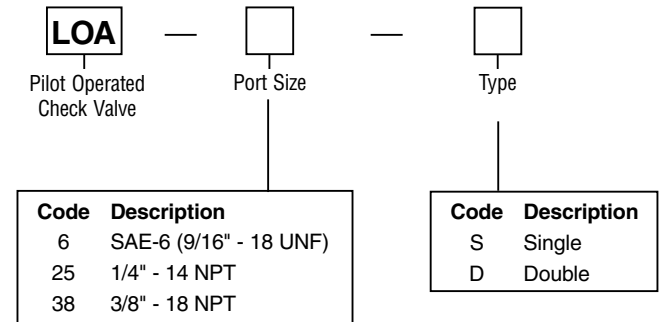 LOA — —
Pilot Operated Port Size Type
Check Valve
Code Description
6 SAE-6 (9/16" - 18 UNF)
25 1/4" - 14 NPT
38 3/8" - 18 NPT
Code Description
S Single
D Double